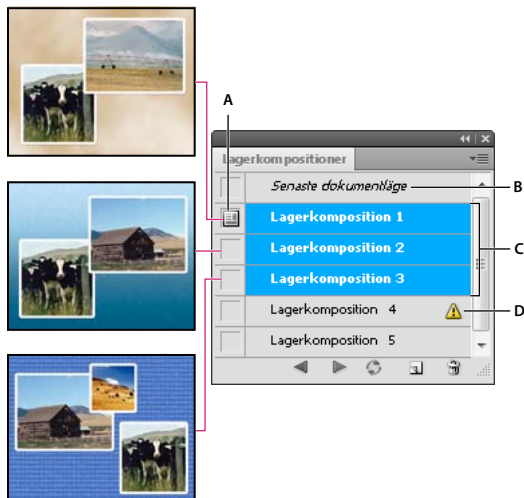 A
Lagerkompositioner
Senaste dokumentläge
B
Lagerkomposition 1
Lagerkomposition 2
C
Lagerkomposition 3
Lagerkomposition 4
D
Lagerkomposition 5